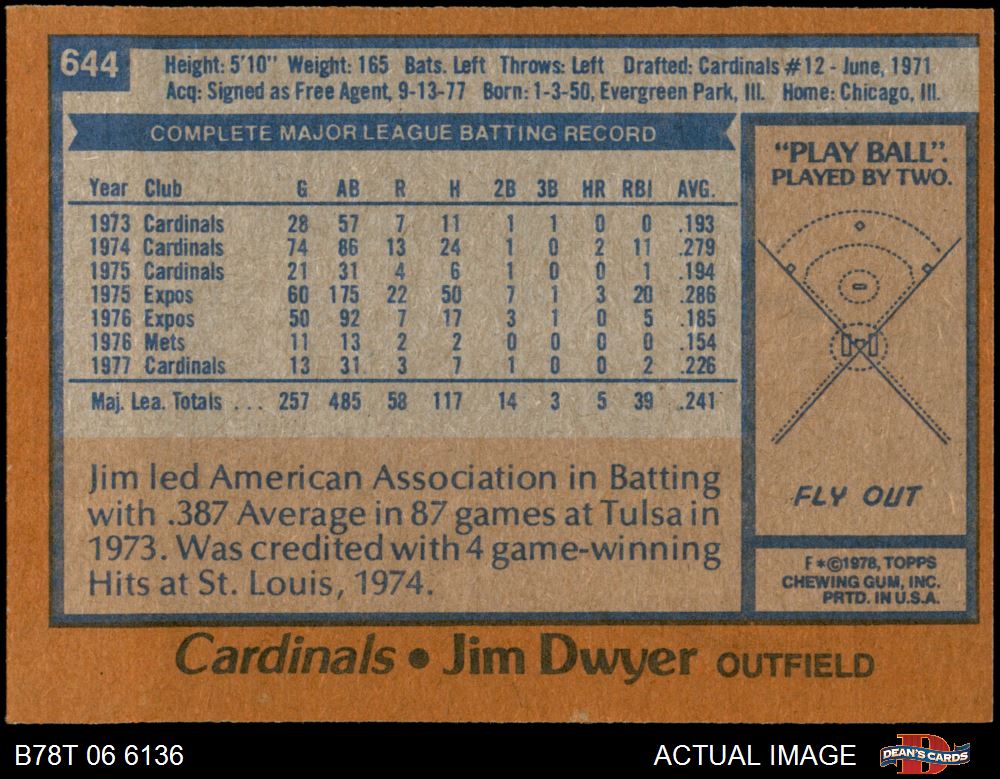 644
Height: 5'10" Weight: 165 Bats. Left Throws: Left Drafted: Cardinals #12 - June, 1971
Acq: Signed as Free Agent, 9-13-77 Born: 1-3-50, Evergreen Park, Ill. Home: Chicago, Ill.
COMPLETE MAJOR LEAGUE BATTING RECORD
Year Club G AB R H 2B 3B HR RBI AVG.
1973 Cardinals 28 57 7 11 1 1 0 0 .193
1974 Cardinals 74 86 13 24 1 0 2 11 .279
1975 Cardinals 21 31 4 6 1 0 0 1 .194
1975 Expos 60 175 22 50 7 1 3 20 .286
1976 Expos 50 92 7 17 3 1 0 5 .185
1976 Mets 11 13 2 2 0 0 0 0 .154
1977 Cardinals 13 31 3 7 1 0 0 2 .226
Maj. Lea. Totals ... 257 485 58 117 14 3 5 39 .241
Jim led American Association in Batting
with .387 Average in 87 games at Tulsa in
1973. Was credited with 4 game-winning
Hits at St. Louis, 1974.
"PLAY BALL".
PLAYED BY TWO.
FLY OUT
F*©1978, TOPPS
CHEWING GUM, INC.
PRTD. IN U.S.A.
Cardinals • Jim Dwyer OUTFIELD
B78T 06 6136
ACTUAL IMAGE
DEAN'S CARDS